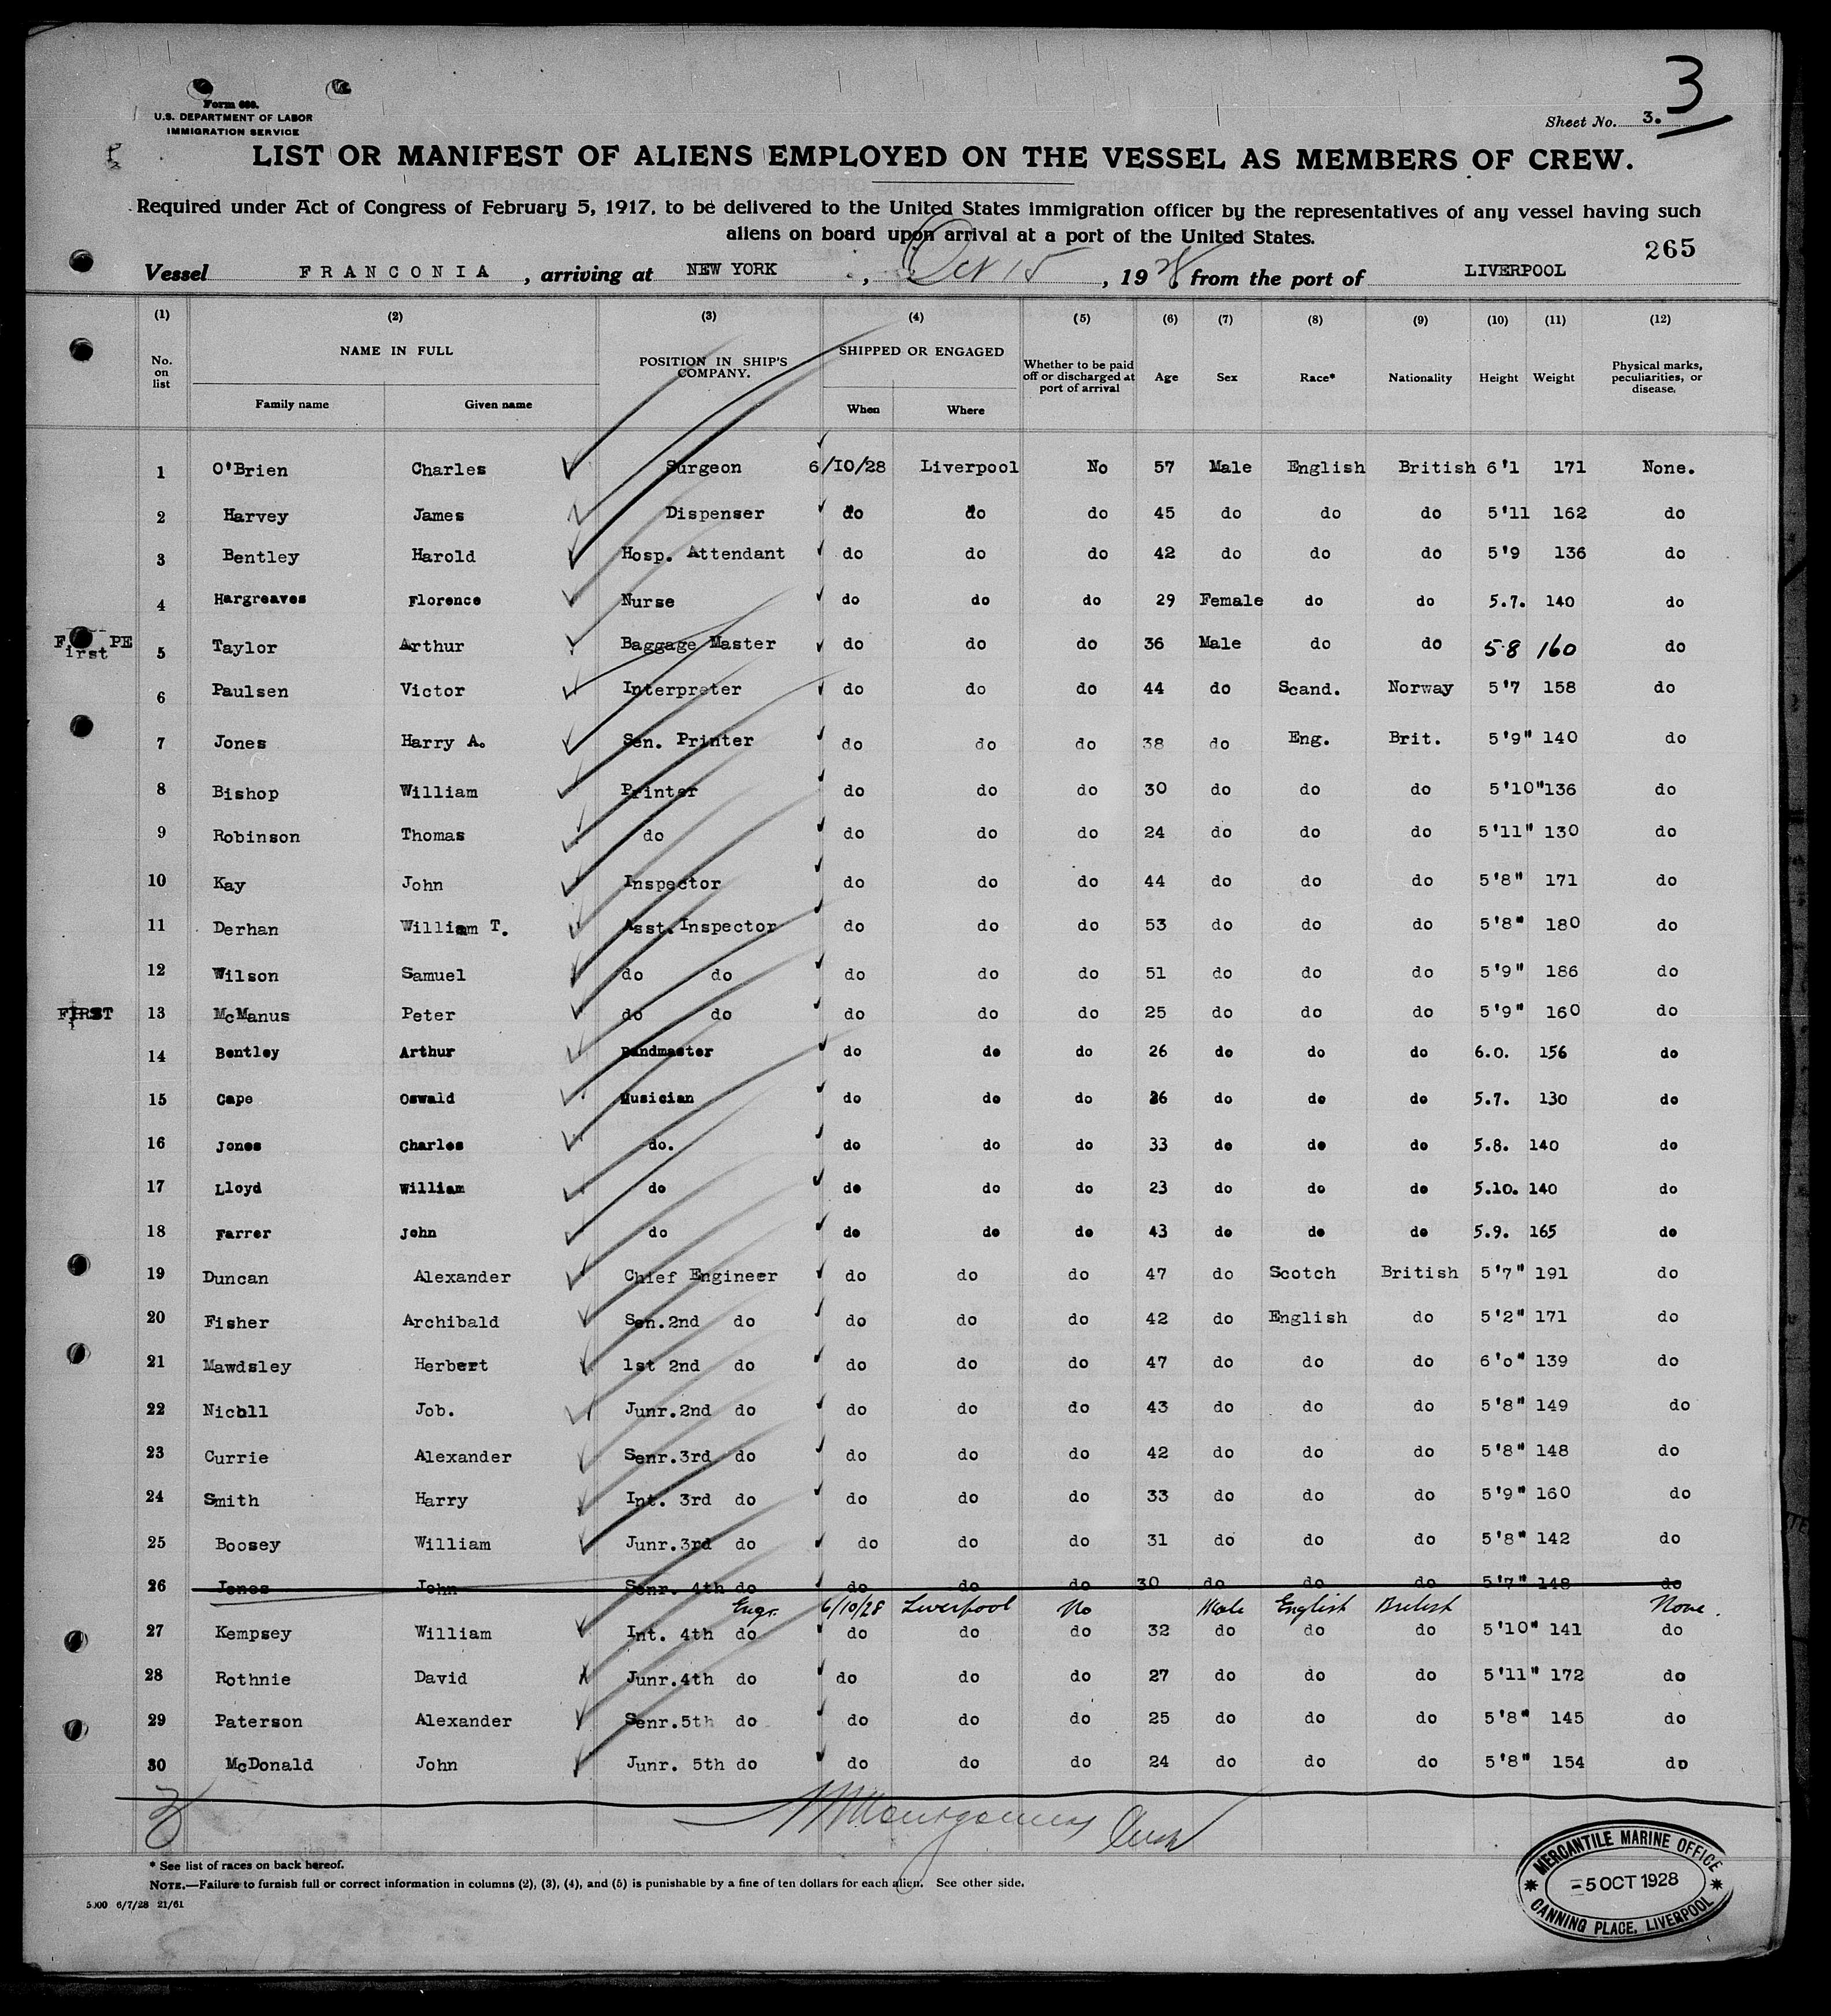 3
Form 680.
U.S. DEPARTMENT OF LABOR
IMMIGRATION SERVICE
Sheet No. 3.
LIST OR MANIFEST OF ALIENS EMPLOYED ON THE VESSEL AS MEMBERS OF CREW.
Required under Act of Congress of February 5, 1917, to be delivered to the United States immigration officer by the representatives of any vessel having such
aliens on board upon arrival at a port of the United States.
265
Vessel FRANCONIA, arriving at NEW YORK, Oct 15, 1928 from the port of LIVERPOOL
(1) (2) (3) (4) (5) (6) (7) (8) (9) (10) (11) (12)
No. on list NAME IN FULL POSITION IN SHIP'S COMPANY. SHIPPED OR ENGAGED Whether to be paid off or discharged at port of arrival Age Sex Race* Nationality Height Weight Physical marks, peculiarities, or disease.
Family name Given name When Where
1 O'Brien Charles Surgeon 6/10/28 Liverpool No 57 Male English British 6'1 171 None.
2 Harvey James Dispenser do do do 45 do do do 5'11 162 do
3 Bentley Harold Hosp. Attendant do do do 42 do do do 5'9 136 do
4 Hargreaves Florence Nurse do do do 29 Female do do 5.7. 140 do
First
5 Taylor Arthur Baggage Master do do do 36 Male do do 5·8 160 do
6 Paulsen Victor Interpreter do do do 44 do Scand. Norway 5'7 158 do
7 Jones Harry A. Sen. Printer do do do 38 do Eng. Brit. 5'9" 140 do
8 Bishop William Printer do do do 30 do do do 5'10" 136 do
9 Robinson Thomas do do do do 24 do do do 5'11" 130 do
10 Kay John Inspector do do do 44 do do do 5'8" 171 do
11 Derhan William T. Asst. Inspector do do do 53 do do do 5'8" 180 do
12 Wilson Samuel do do do do do 51 do do do 5'9" 186 do
FIRST 13 McManus Peter do do do do do 25 do do do 5'9" 160 do
14 Bentley Arthur Bandmaster do do do 26 do do do 6.0. 156 do
15 Cape Oswald Musician do do do 26 do do do 5.7. 130 do
16 Jones Charles do. do do do 33 do do do 5.8. 140 do
17 Lloyd William do do do do 23 do do do 5.10. 140 do
18 Farrer John do do do do 43 do do do 5.9. 165 do
19 Duncan Alexander Chief Engineer do do do 47 do Scotch British 5'7" 191 do
20 Fisher Archibald Sen.2nd do do do do 42 do English do 5'2" 171 do
21 Mawdsley Herbert 1st 2nd do do do do 47 do do do 6'0" 139 do
22 Nicoll Job. Junr.2nd do do do do 43 do do do 5'8" 149 do
23 Currie Alexander Senr.3rd do do do do 42 do do do 5'8" 148 do
24 Smith Harry Int. 3rd do do do do 33 do do do 5'9" 160 do
25 Boosey William Junr.3rd do do do do 31 do do do 5'8" 142 do
26 Jones John Senr. 4th do do do do 30 do do do 5'7" 148 do
Engr. 6/10/28 Liverpool No Male English British None.
27 Kempsey William Int. 4th do do do do 32 do do do 5'10" 141 do
28 Rothnie David Junr.4th do do do do 27 do do do 5'11" 172 do
29 Paterson Alexander Senr.5th do do do do 25 do do do 5'8" 145 do
30 McDonald John Junr. 5th do do do do 24 do do do 5'8" 154 do
* See list of races on back hereof.
NOTE.—Failure to furnish full or correct information in columns (2), (3), (4), and (5) is punishable by a fine of ten dollars for each alien. See other side.
5000 6/7/28 21/61
MERCANTILE MARINE OFFICE
-5 OCT 1928
CANNING PLACE, LIVERPOOL